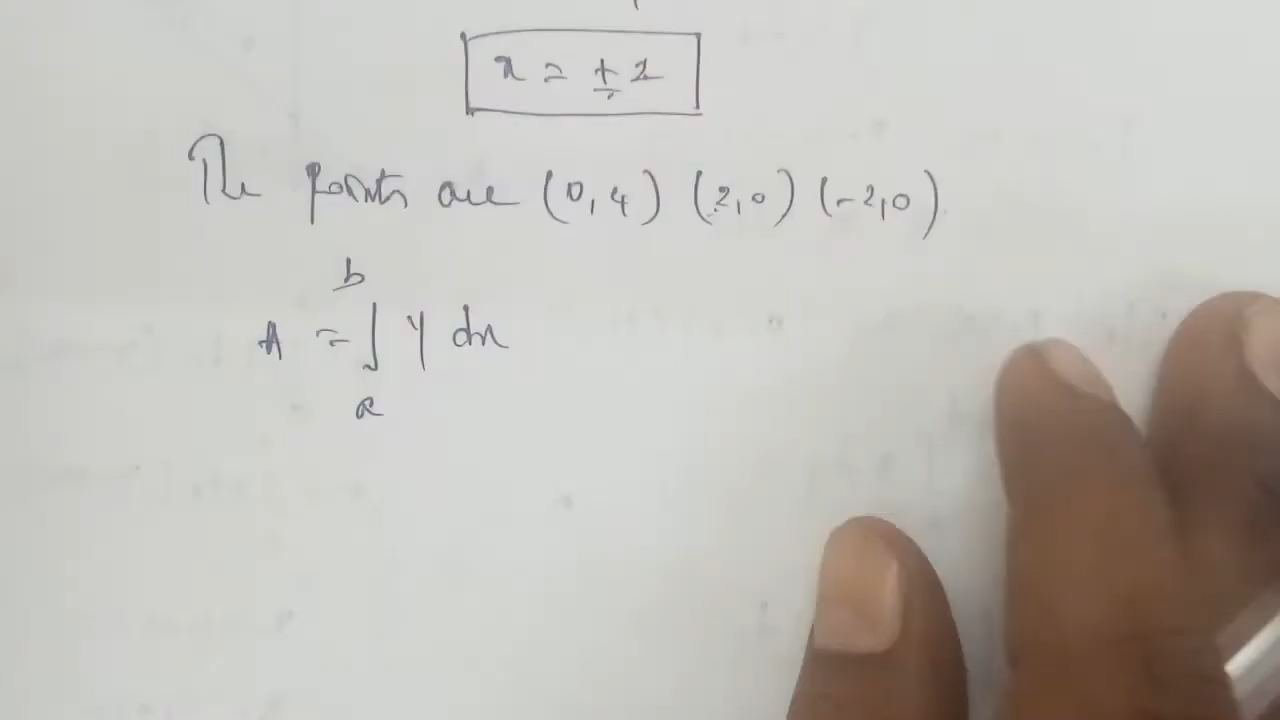 x = ± 2
The points are (0, 4) (2, 0) (-2, 0)
b
A = ∫ y dx
a